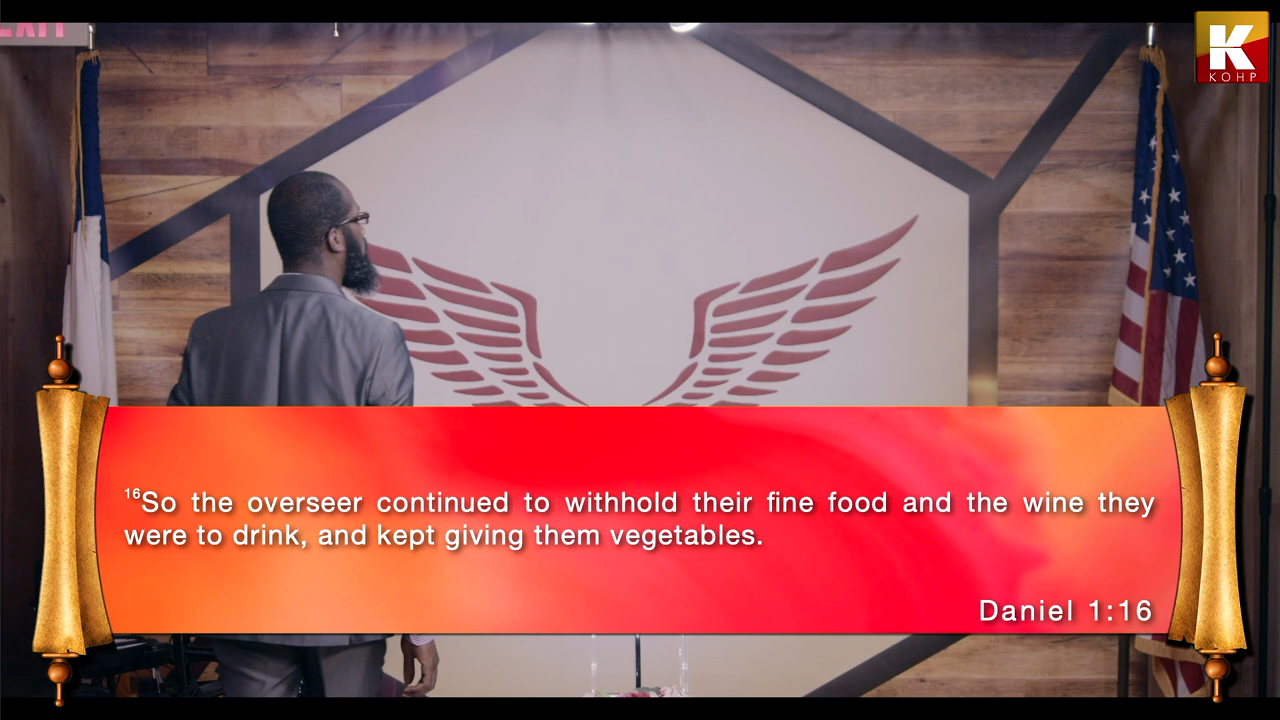 EXIT
K
KOHP
16So the overseer continued to withhold their fine food and the wine they
were to drink, and kept giving them vegetables.
Daniel 1:16